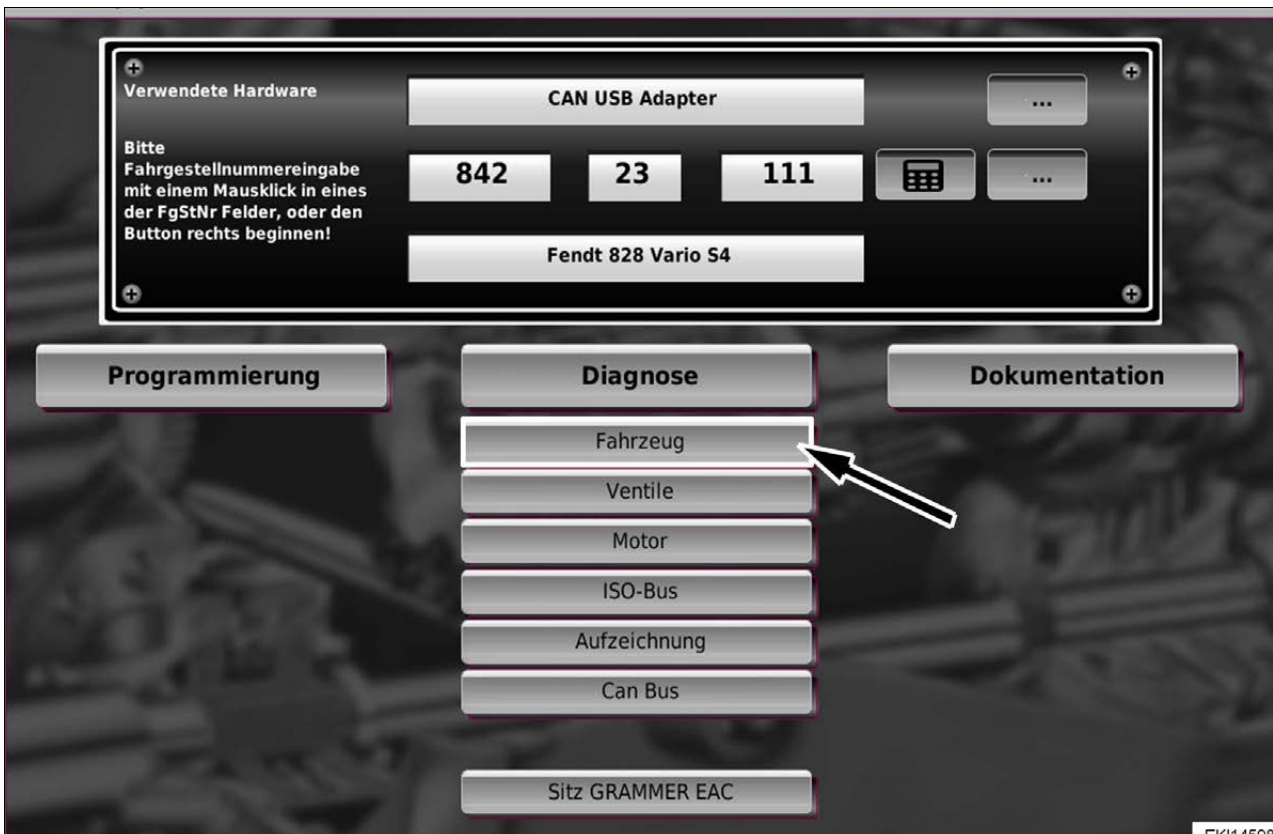 Verwendete Hardware
CAN USB Adapter
...
Bitte
Fahrgestellnummereingabe
mit einem Mausklick in eines
der FgStNr Felder, oder den
Button rechts beginnen!
842
23
111
...
Fendt 828 Vario S4
Programmierung
Diagnose
Dokumentation
Fahrzeug
Ventile
Motor
ISO-Bus
Aufzeichnung
Can Bus
Sitz GRAMMER EAC